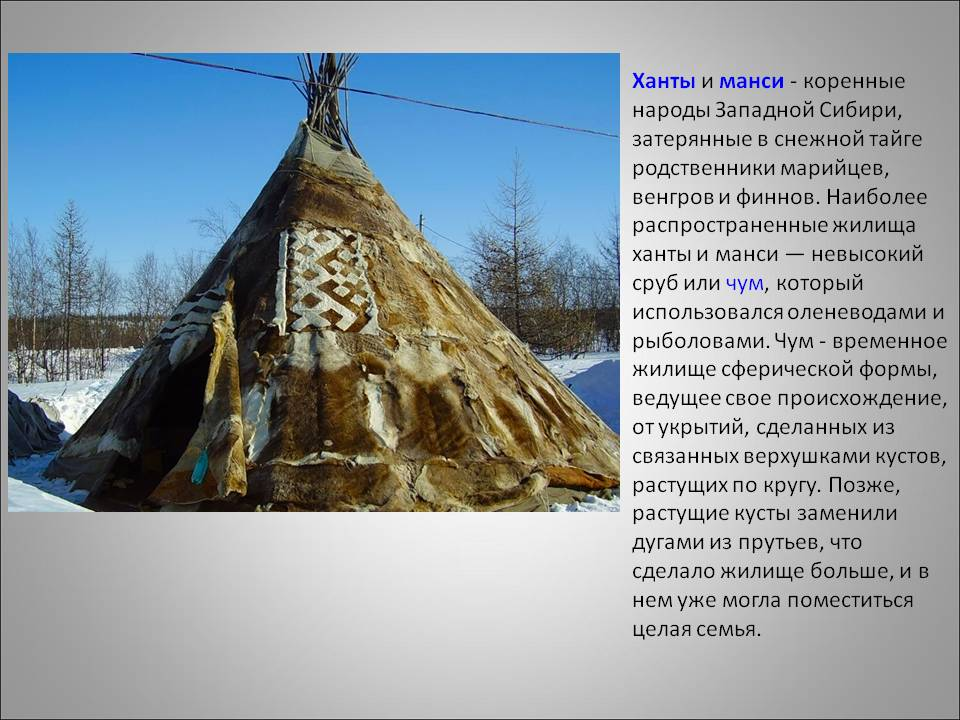 Ханты и манси - коренные
народы Западной Сибири,
затерянные в снежной тайге
родственники марийцев,
венгров и финнов. Наиболее
распространенные жилища
ханты и манси — невысокий
сруб или чум, который
использовался оленеводами и
рыболовами. Чум - временное
жилище сферической формы,
ведущее свое происхождение,
от укрытий, сделанных из
связанных верхушками кустов,
растущих по кругу. Позже,
растущие кусты заменили
дугами из прутьев, что
сделало жилище больше, и в
нем уже могла поместиться
целая семья.